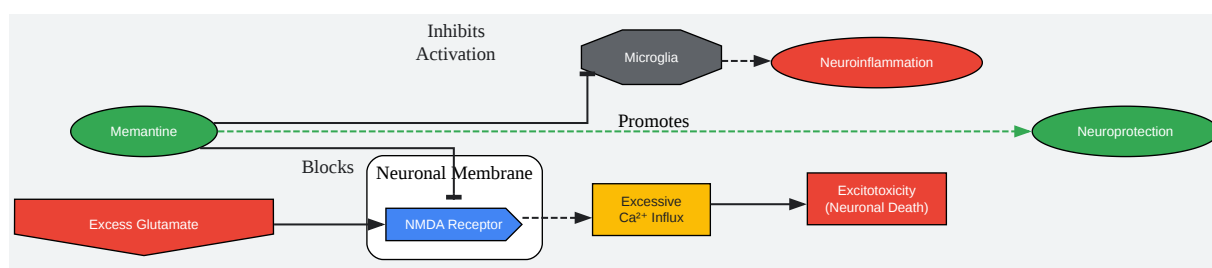 Inhibits
Activation
Microglia
Neuroinflammation
Memantine
Promotes
Neuroprotection
Blocks
Neuronal Membrane
Excess Glutamate
NMDA Receptor
Excessive
Ca²⁺ Influx
Excitotoxicity
(Neuronal Death)